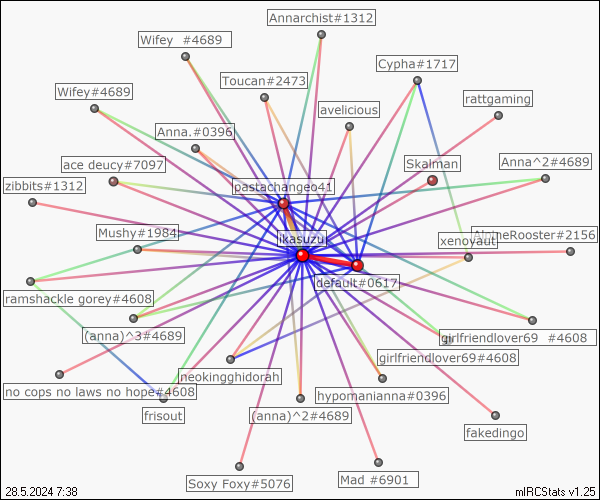 Annarchist#1312
Wifey #4689
Cypha#1717
Toucan#2473
Wifey#4689
rattgaming
avelicious
Anna.#0396
ace deucy#7097
Skalman
Anna^2#4689
zibbits#1312
pastachangeo41
Mushy#1984
ikasuzu
xenoyaut
AlpineRooster#2156
default#0617
ramshackle gorey#4608
(anna)^3#4689
girlfriendlover69 #4608
girlfriendlover69#4608
neokingghidorah
no cops no laws no hope#4608
hypomanianna#0396
frisout
(anna)^2#4689
fakedingo
Soxy Foxy#5076
Mad #6901
28.5.2024 7:38
mIRCStats v1.25